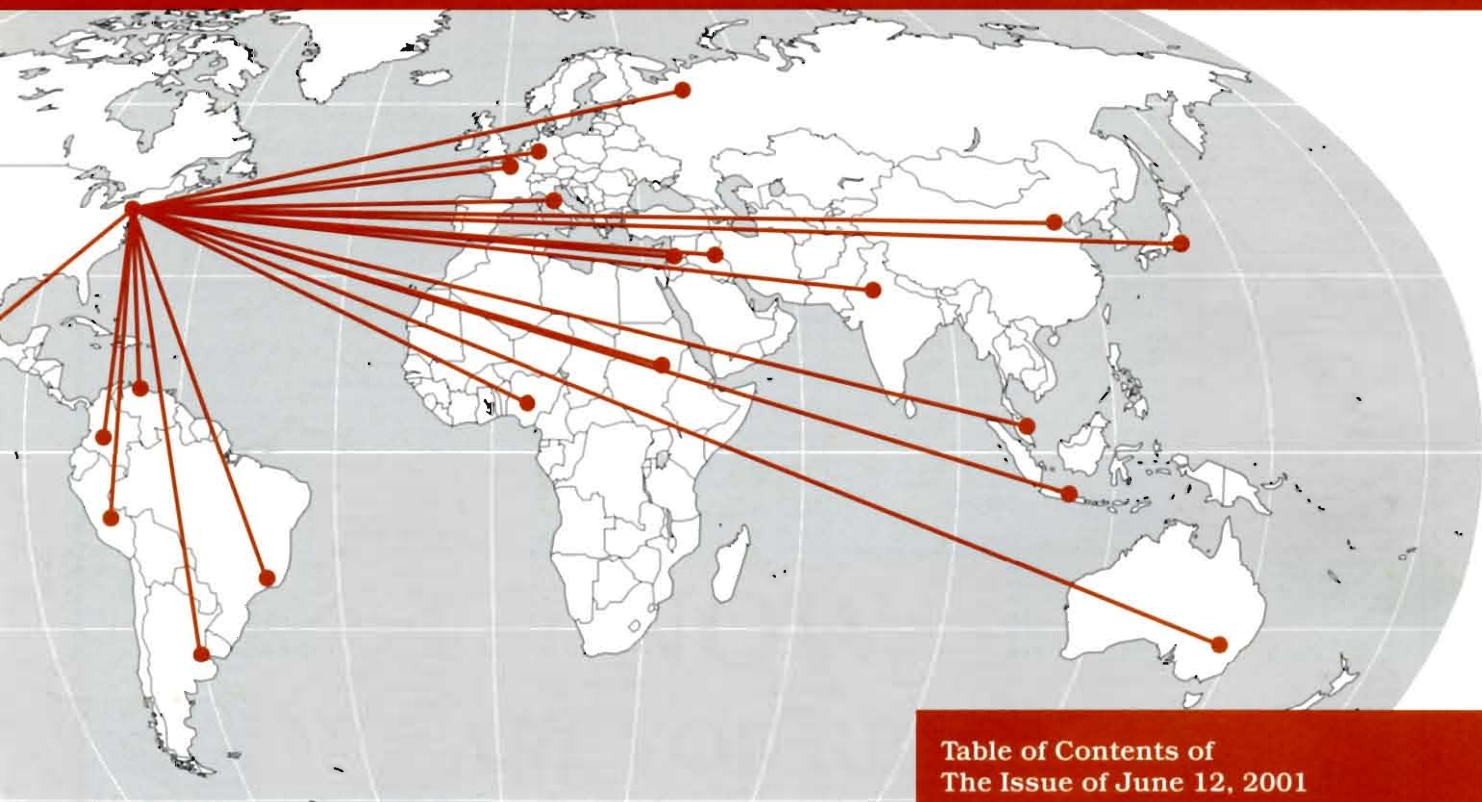 Table of Contents of
The Issue of June 12, 2001